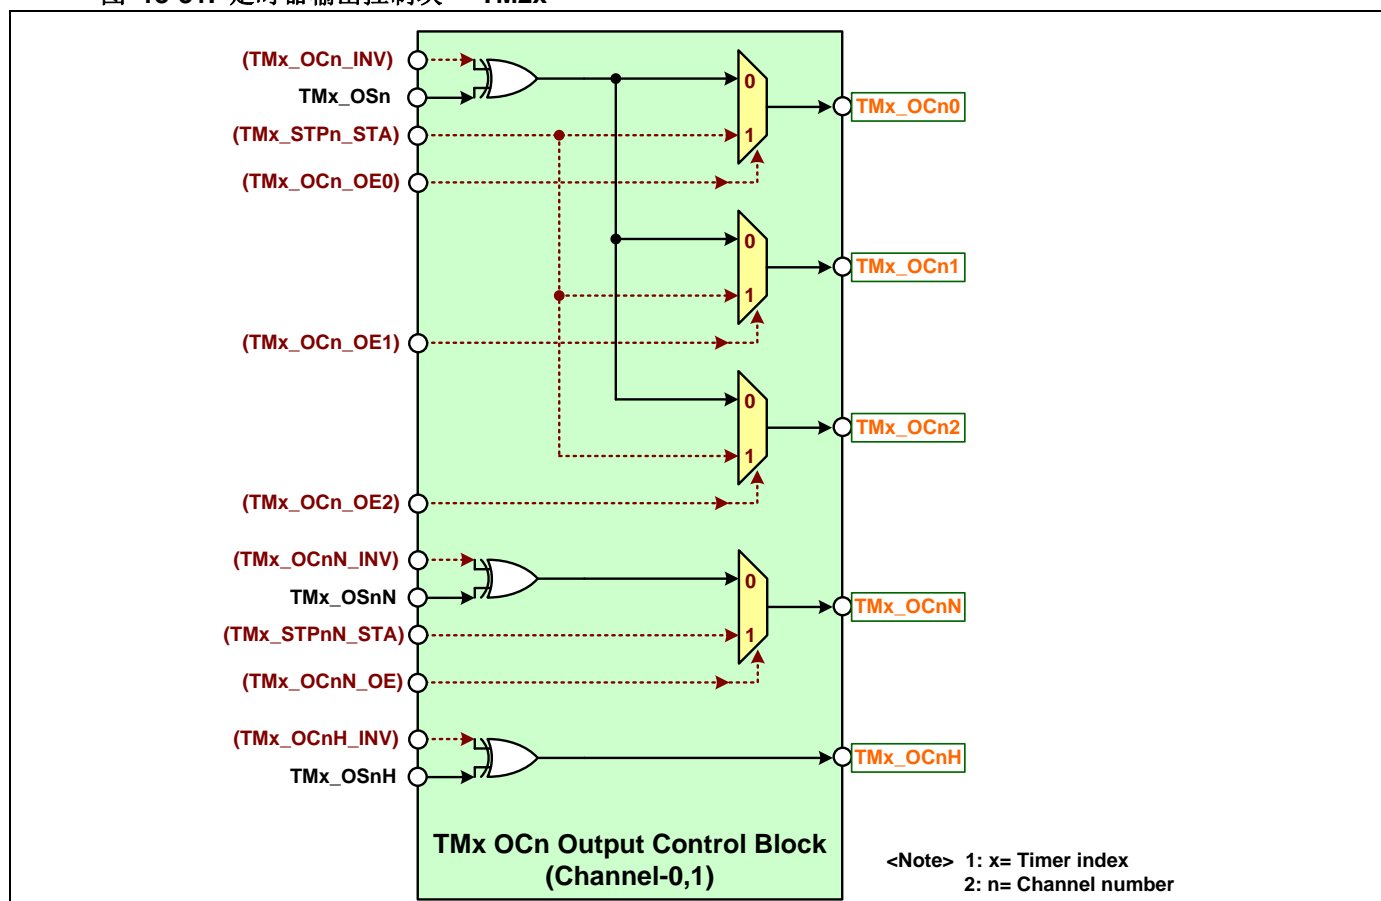 TM2x
(TMx_OCn_INV)
TMx_OSn
(TMx_STPn_STA)
(TMx_OCn_OE0)
0
1
TMx_OCn0
0
1
TMx_OCn1
(TMx_OCn_OE1)
0
1
TMx_OCn2
(TMx_OCn_OE2)
(TMx_OCnN_INV)
TMx_OSnN
(TMx_STPnN_STA)
(TMx_OCnN_OE)
0
1
TMx_OCnN
(TMx_OCnH_INV)
TMx_OSnH
TMx_OCnH
TMx OCn Output Control Block
(Channel-0,1)
<Note> 1: x= Timer index
2: n= Channel number